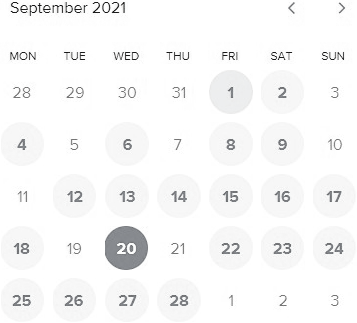 September 2021
MON TUE WED THU FRI SAT SUN
28 29 30 31 1 2 3
4 5 6 7 8 9 10
11 12 13 14 15 16 17
18 19 20 21 22 23 24
25 26 27 28 1 2 3